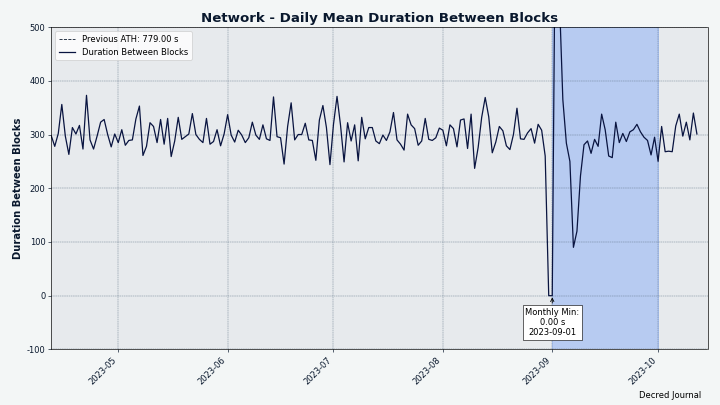 Network - Daily Mean Duration Between Blocks
Previous ATH: 779.00 s
Duration Between Blocks
Duration Between Blocks
500
400
300
200
100
0
-100
Monthly Min:
0.00 s
2023-09-01
2023-05
2023-06
2023-07
2023-08
2023-09
2023-10
Decred Journal